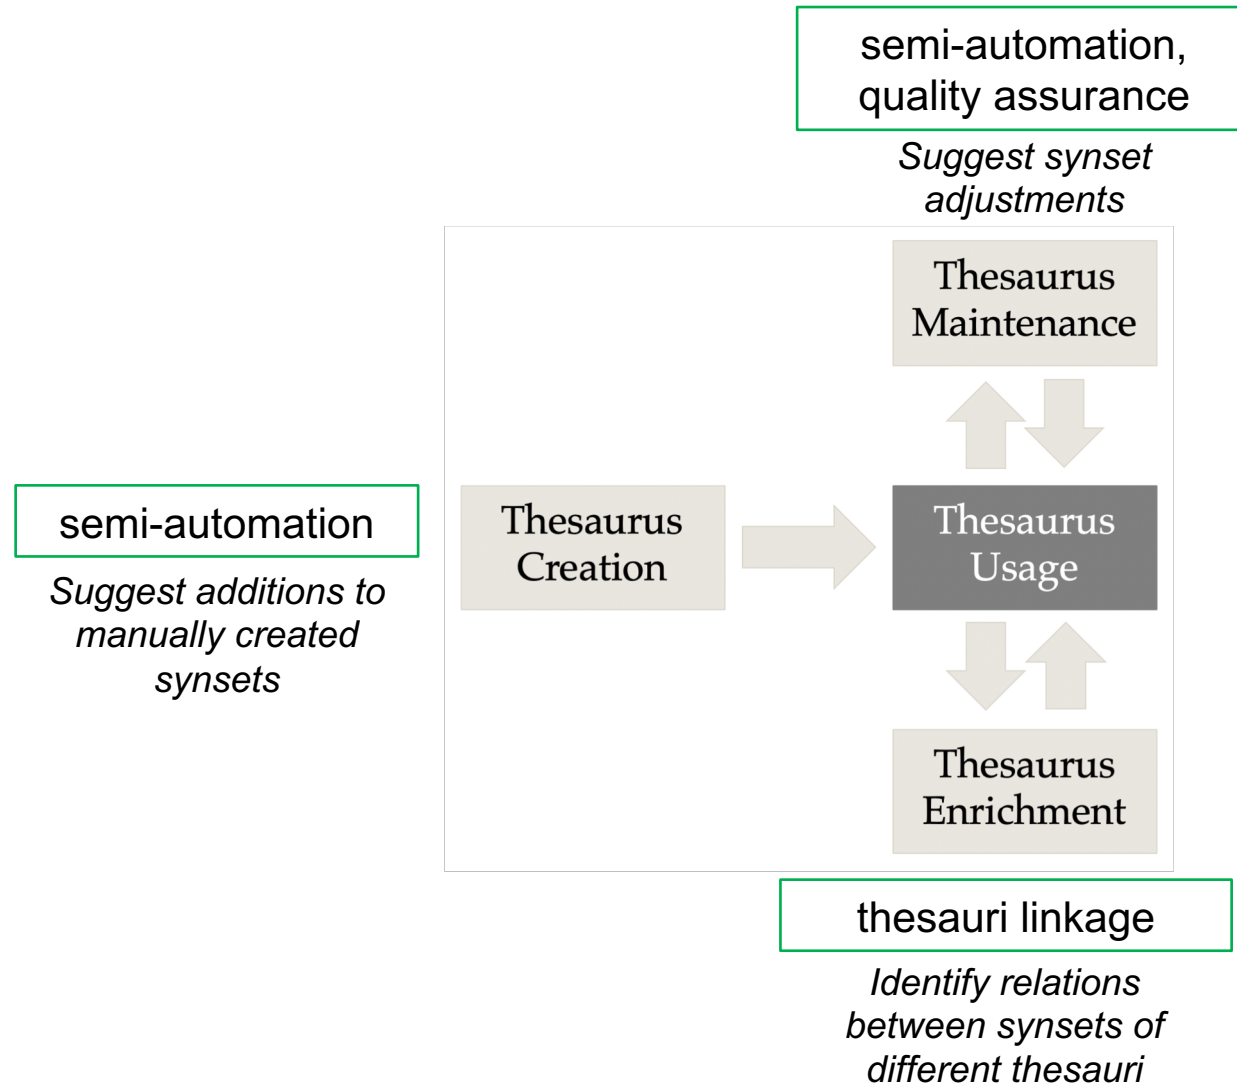 semi-automation,
quality assurance
Suggest synset
adjustments
Thesaurus
Maintenance
semi-automation
Suggest additions to
manually created
synsets
Thesaurus
Creation
Thesaurus
Usage
Thesaurus
Enrichment
thesauri linkage
Identify relations
between synsets of
different thesauri